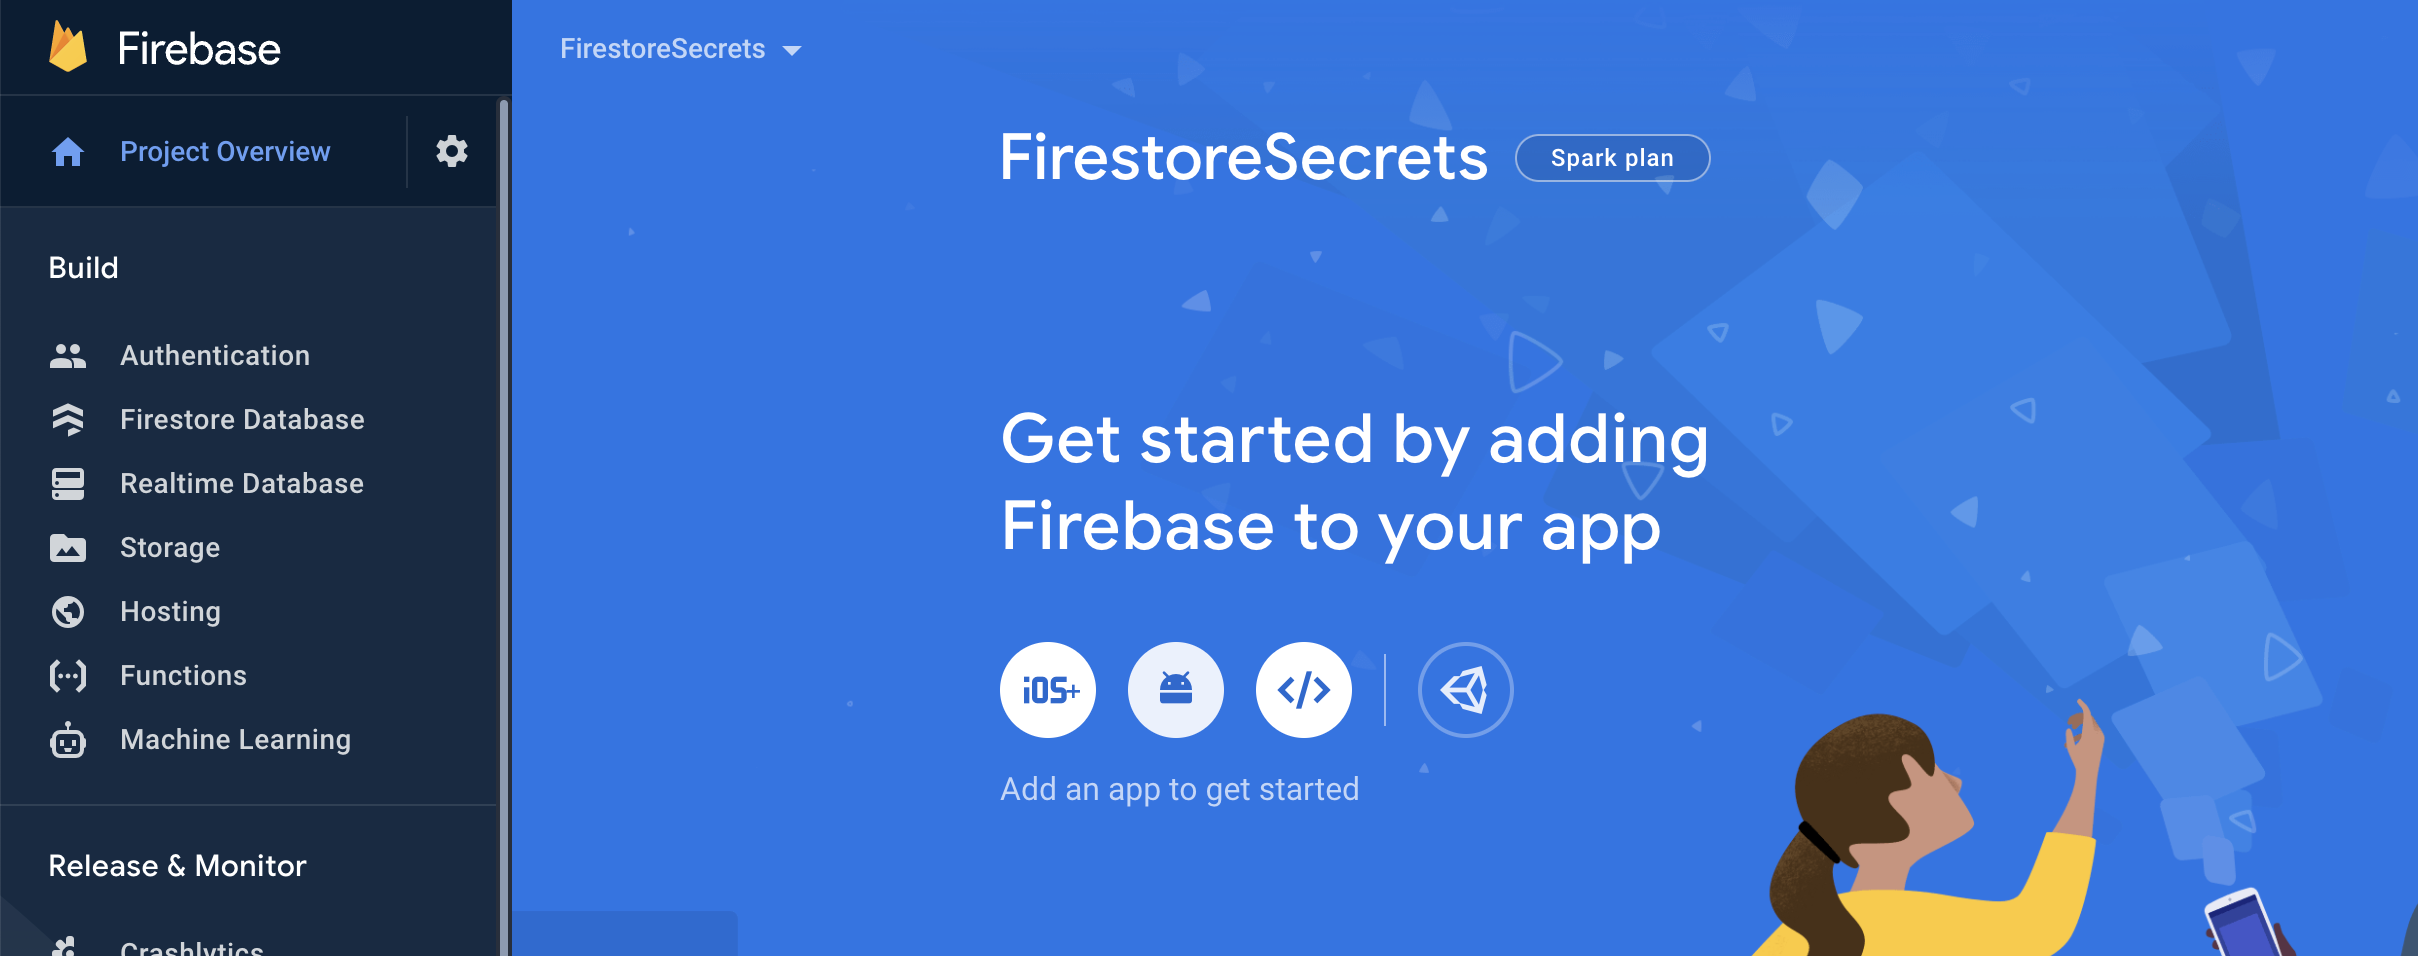 Firebase
Project Overview
Build
Authentication
Firestore Database
Realtime Database
Storage
Hosting
Functions
Machine Learning
Release & Monitor
Crashlytics
FirestoreSecrets
FirestoreSecrets
Spark plan
Get started by adding
Firebase to your app
iOS+
Add an app to get started